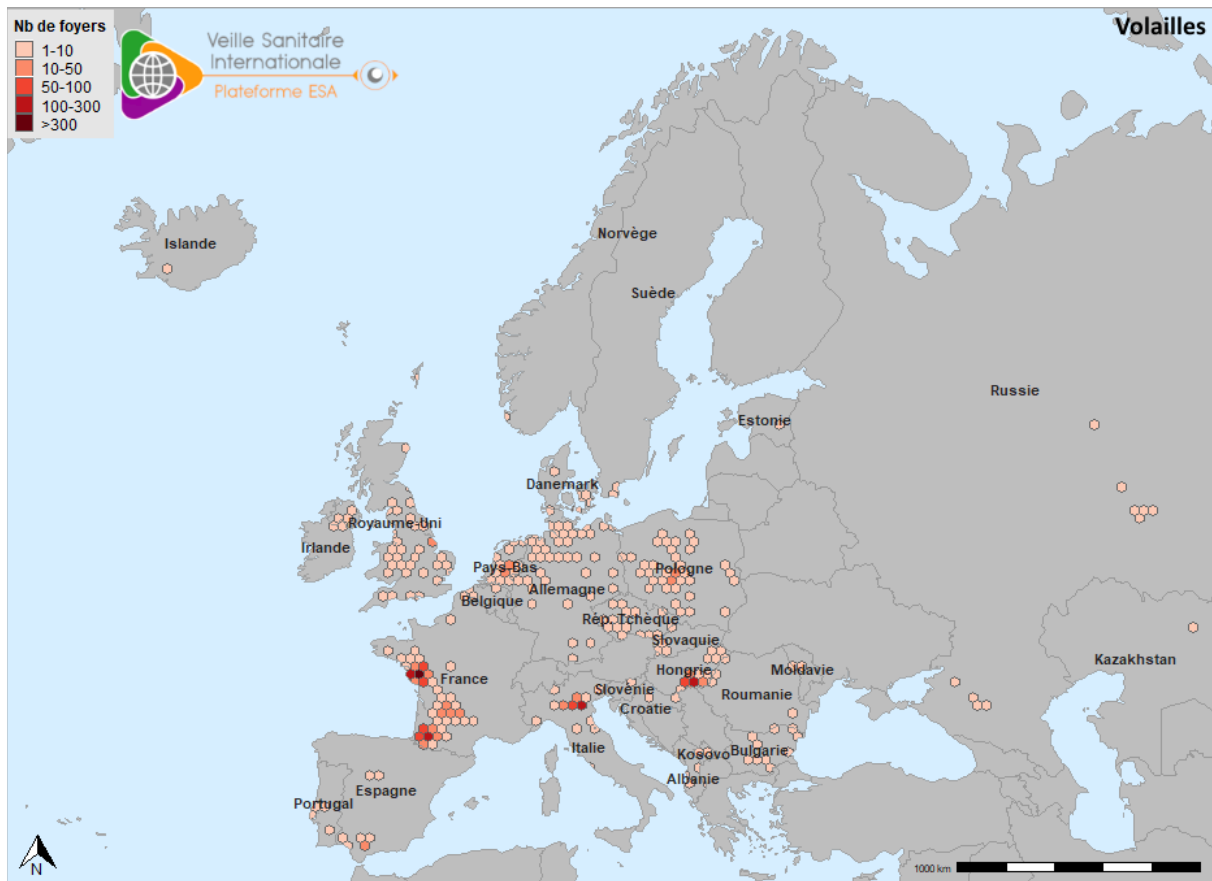 Nb de foyers
1-10
10-50
50-100
100-300
>300
Veille Sanitaire
Internationale
Plateforme ESA
Volailles
Islande
Norvège
Suède
Russie
Estonie
Danemark
Royaume-Uni
Irlande
Pays-Bas
Pologne
Allemagne
Belgique
Rép. Tchèque
Slovaquie
Kazakhstan
Hongrie
Moldavie
France
Slovénie
Roumanie
Croatie
Italie
Kosovo
Bulgarie
Albanie
Espagne
Portugal
N
1000 km